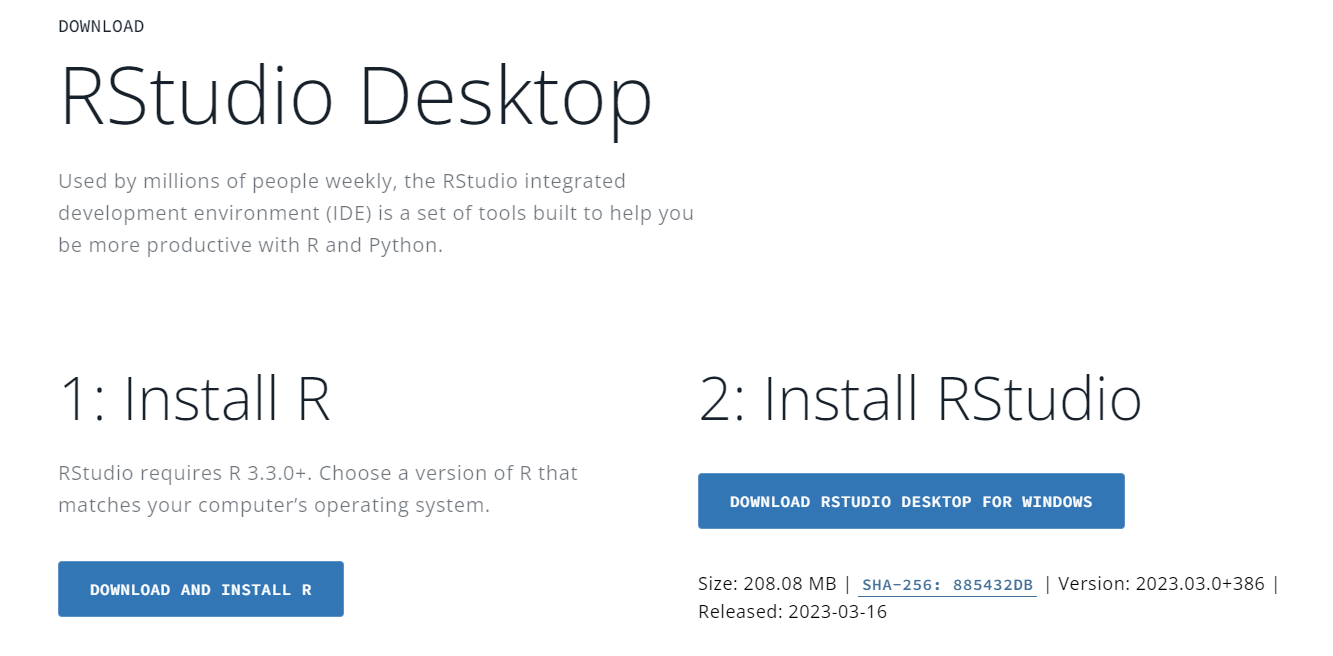 DOWNLOAD
RStudio Desktop
Used by millions of people weekly, the RStudio integrated
development environment (IDE) is a set of tools built to help you
be more productive with R and Python.
1: Install R
RStudio requires R 3.3.0+. Choose a version of R that
matches your computer’s operating system.
DOWNLOAD AND INSTALL R
2: Install RStudio
DOWNLOAD RSTUDIO DESKTOP FOR WINDOWS
Size: 208.08 MB | SHA-256: 885432DB | Version: 2023.03.0+386 |
Released: 2023-03-16